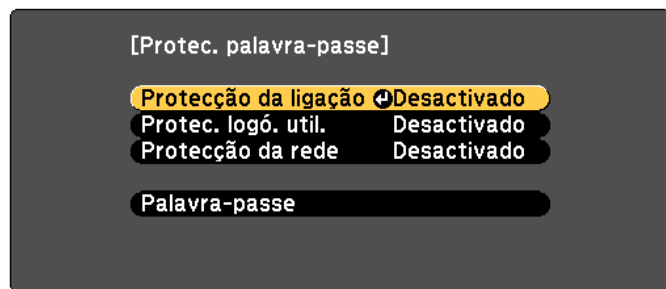 [Protec. palavra-passe]
Protecção da ligação Desactivado
Protec. logó. util. Desactivado
Protecção da rede Desactivado
Palavra-passe